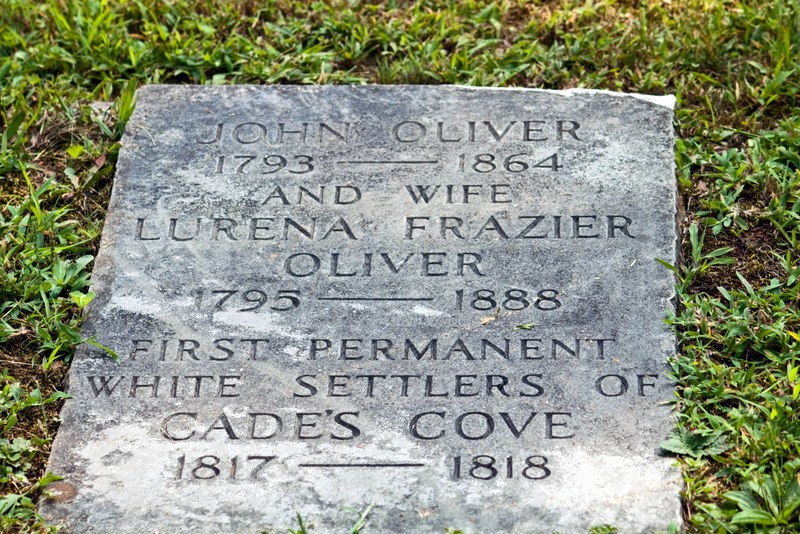 JOHN OLIVER
1793 — 1864
AND WIFE
LURENA FRAZIER
OLIVER
1795 — 1888
FIRST PERMANENT
WHITE SETTLERS OF
CADE'S COVE
1817 — 1818